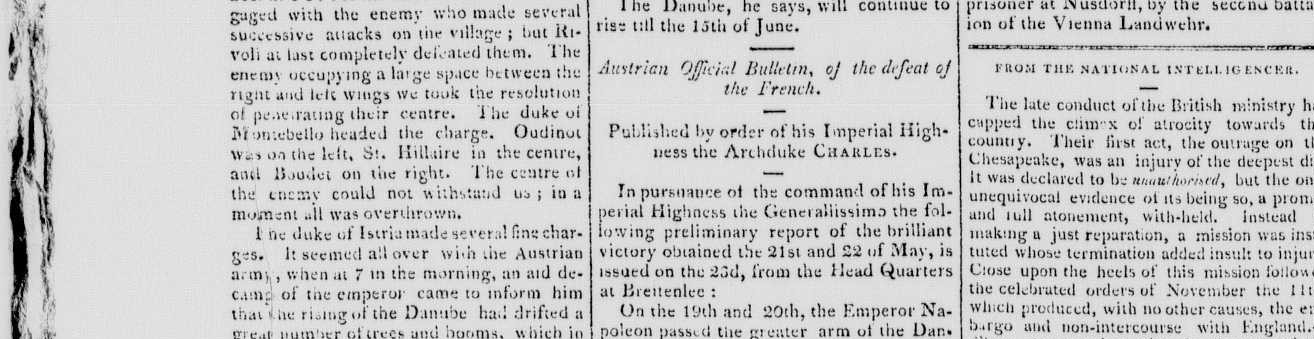 gaged with the enemy who made several
successive attacks on the village ; but Ri-
voli at last completely defeated them. The
enemy occupying a large space between the
right and left wings we took the resolution
of penetrating their centre. The duke of
Montebello headed the charge. Oudinot
was on the left, St. Hillaire in the centre,
and Boudet on the right. The centre of
the enemy could not withstand us ; in a
moment all was overthrown.
The duke of Istria made several fine char-
ges. It seemed all over with the Austrian
army, when at 7 in the morning, an aid de-
camp of the emperor came to inform him
that the rising of the Danube had drifted a
great number of trees and booms, which in
The Danube, he says, will continue to
rise till the 15th of June.
Austrian Official Bulletin, of the defeat of
the French.
Published by order of his Imperial High-
ness the Archduke CHARLES.
In pursuance of the command of his Im-
perial Highness the Generallissimo the fol-
lowing preliminary report of the brilliant
victory obtained the 21st and 22 of May, is
issued on the 23d, from the Head Quarters
at Breitenlee :
On the 19th and 20th, the Emperor Na-
poleon passed the greater arm of the Dan-
prisoner at Nusdorff, by the second batta
ion of the Vienna Landwehr.
FROM THE NATIONAL INTELLIGENCER.
The late conduct of the British ministry h
capped the climax of atrocity towards th
country. Their first act, the outrage on t
Chesapeake, was an injury of the deepest d
It was declared to be unauthorised, but the on
unequivocal evidence of its being so, a prom
and full atonement, with-held. Instead
making a just reparation, a mission was ins
tuted whose termination added insult to injur
Close upon the heels of this mission follow
the celebrated orders of November the 11t
which produced, with no other causes, the e
bargo and non-intercourse with England.